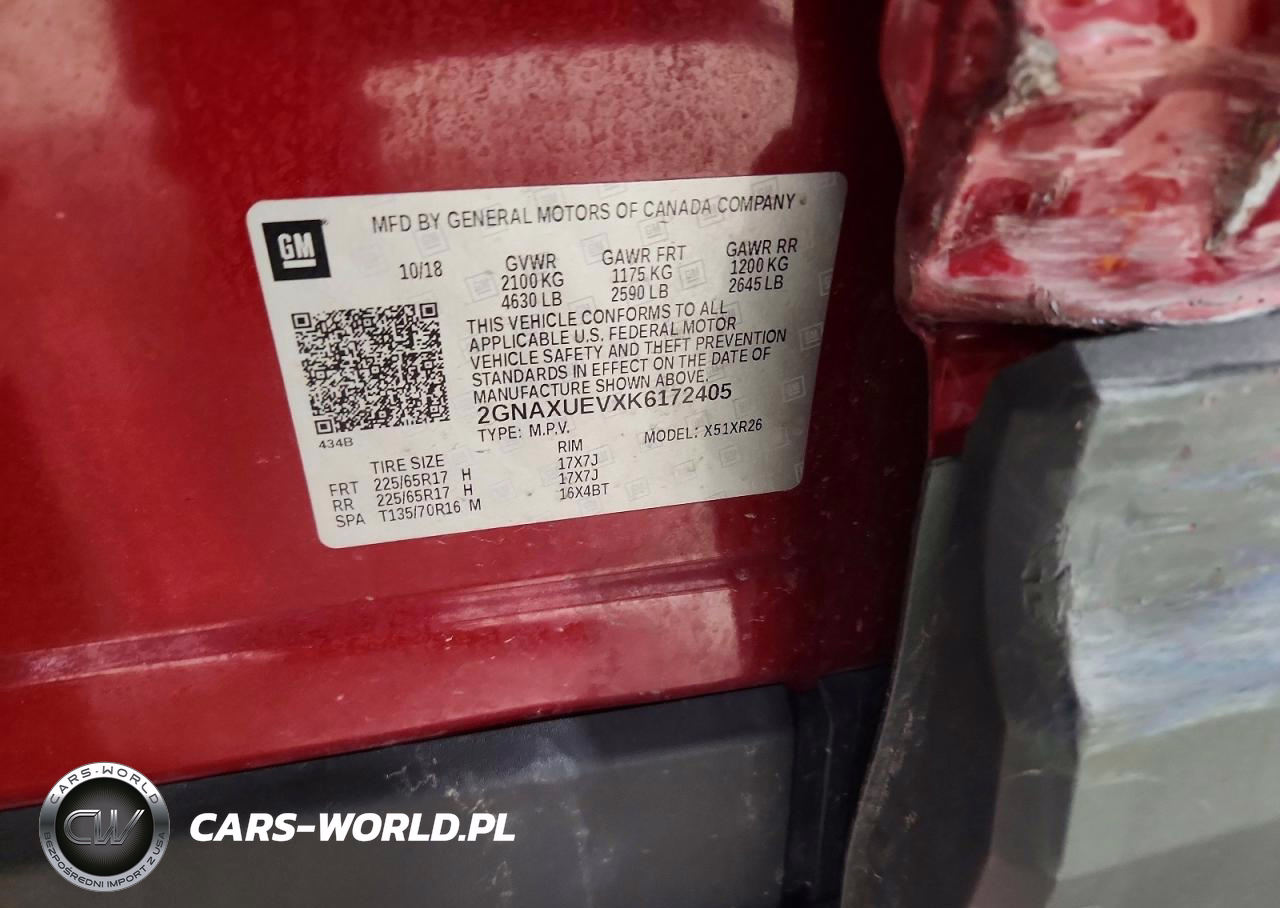 GM
MFD BY GENERAL MOTORS OF CANADA COMPANY
10/18
GVWR
2100 KG
4630 LB
GAWR FRT
1175 KG
2590 LB
GAWR RR
1200 KG
2645 LB
THIS VEHICLE CONFORMS TO ALL
APPLICABLE U.S. FEDERAL MOTOR
VEHICLE SAFETY AND THEFT PREVENTION
STANDARDS IN EFFECT ON THE DATE OF
MANUFACTURE SHOWN ABOVE.
2GNAXUEVXK6172405
TYPE: M.P.V. MODEL: X51XR26
434B
TIRE SIZE RIM
FRT 225/65R17 H 17X7J
RR 225/65R17 H 17X7J
SPA T135/70R16 M 16X4BT
CARS-WORLD
CW
BEZPOŚREDNI IMPORT Z USA
CARS-WORLD.PL